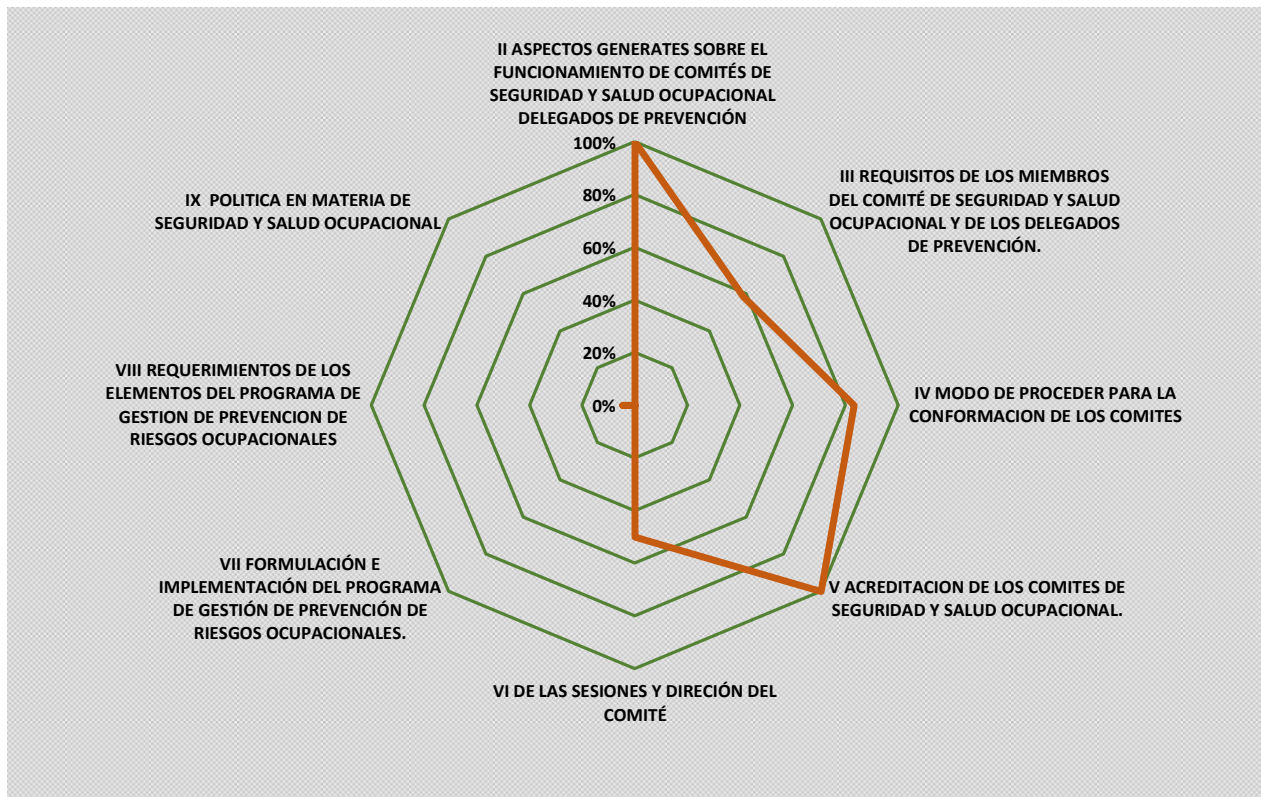 II ASPECTOS GENERATES SOBRE EL
FUNCIONAMIENTO DE COMITÉS DE
SEGURIDAD Y SALUD OCUPACIONAL
DELEGADOS DE PREVENCIÓN
100%
80%
60%
40%
20%
0%
III REQUISITOS DE LOS MIEMBROS
DEL COMITÉ DE SEGURIDAD Y SALUD
OCUPACIONAL Y DE LOS DELEGADOS
DE PREVENCIÓN.
IV MODO DE PROCEDER PARA LA
CONFORMACION DE LOS COMITES
V ACREDITACION DE LOS COMITES DE
SEGURIDAD Y SALUD OCUPACIONAL.
VI DE LAS SESIONES Y DIRECIÓN DEL
COMITÉ
VII FORMULACIÓN E
IMPLEMENTACIÓN DEL PROGRAMA
DE GESTIÓN DE PREVENCIÓN DE
RIESGOS OCUPACIONALES.
VIII REQUERIMIENTOS DE LOS
ELEMENTOS DEL PROGRAMA DE
GESTION DE PREVENCION DE
RIESGOS OCUPACIONALES
IX POLITICA EN MATERIA DE
SEGURIDAD Y SALUD OCUPACIONAL